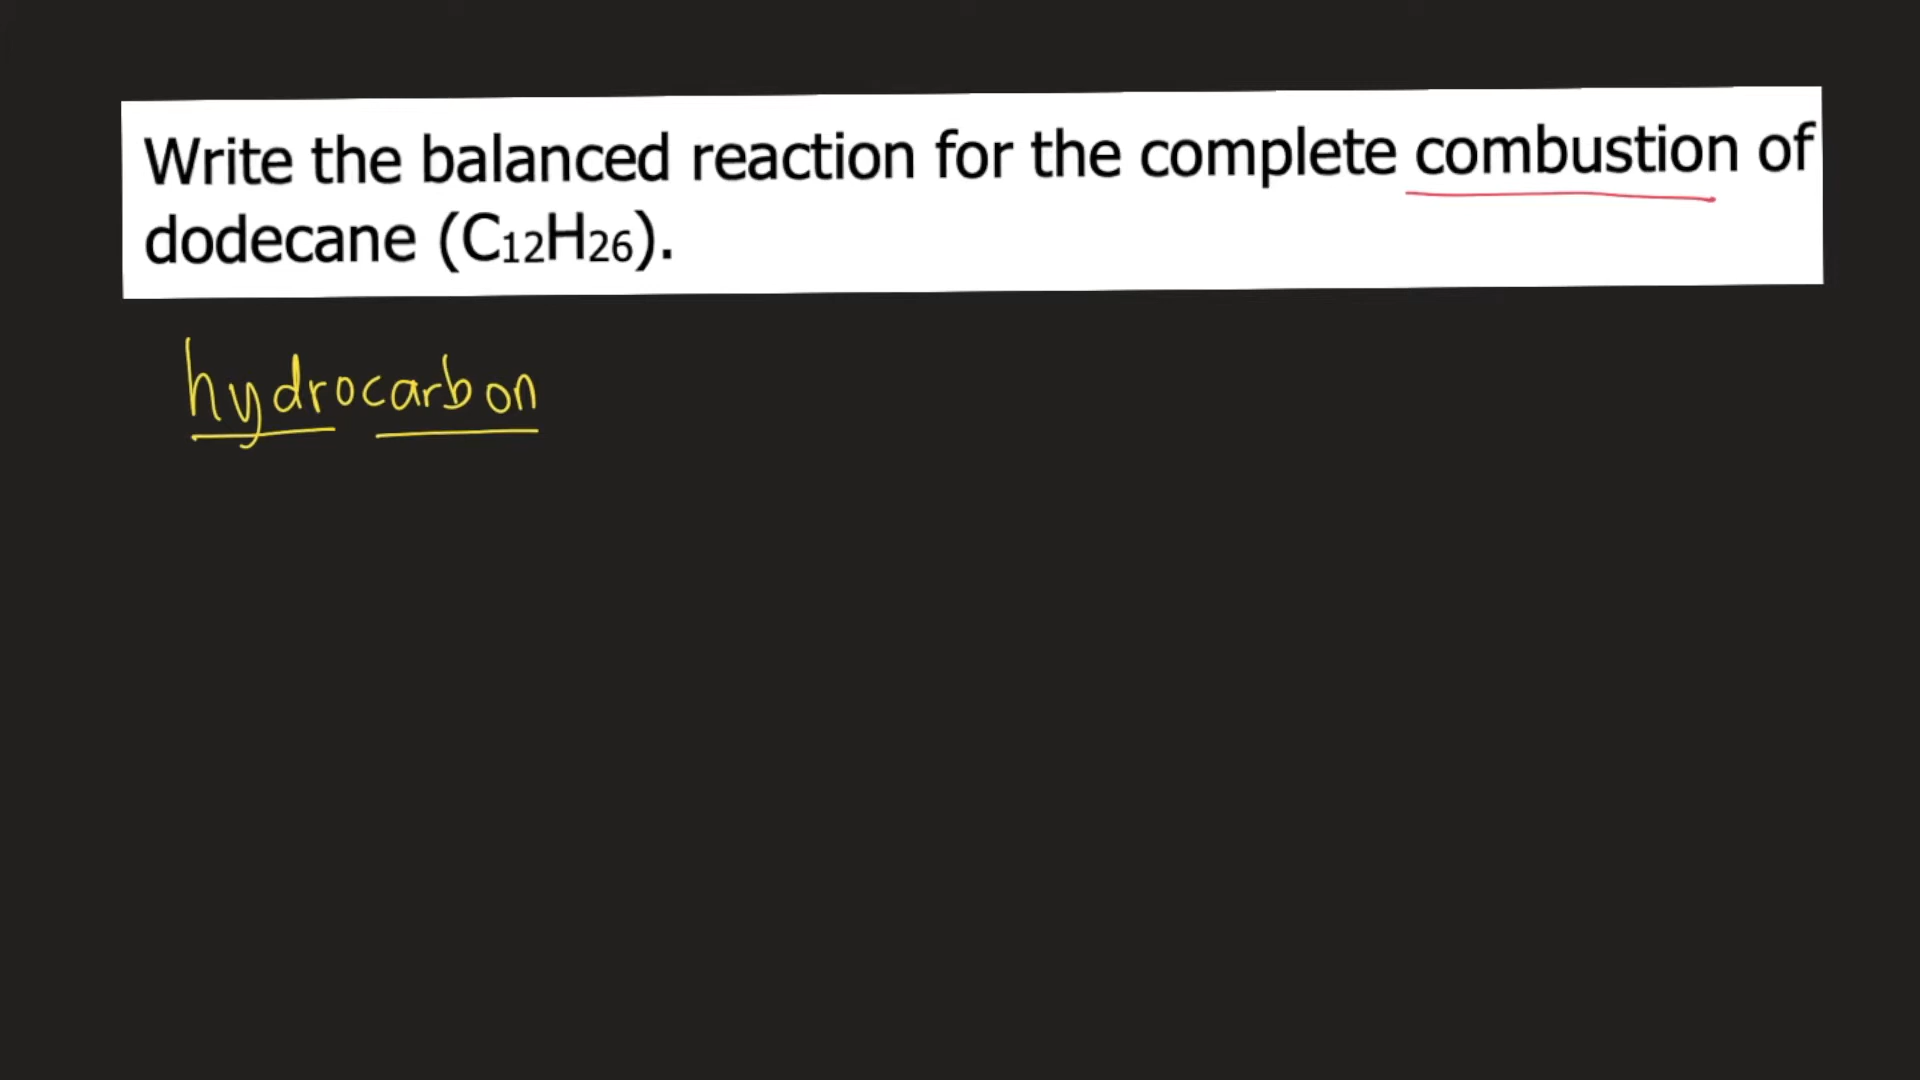 Write the balanced reaction for the complete combustion of
dodecane (C₁₂H₂₆).
hydrocarbon